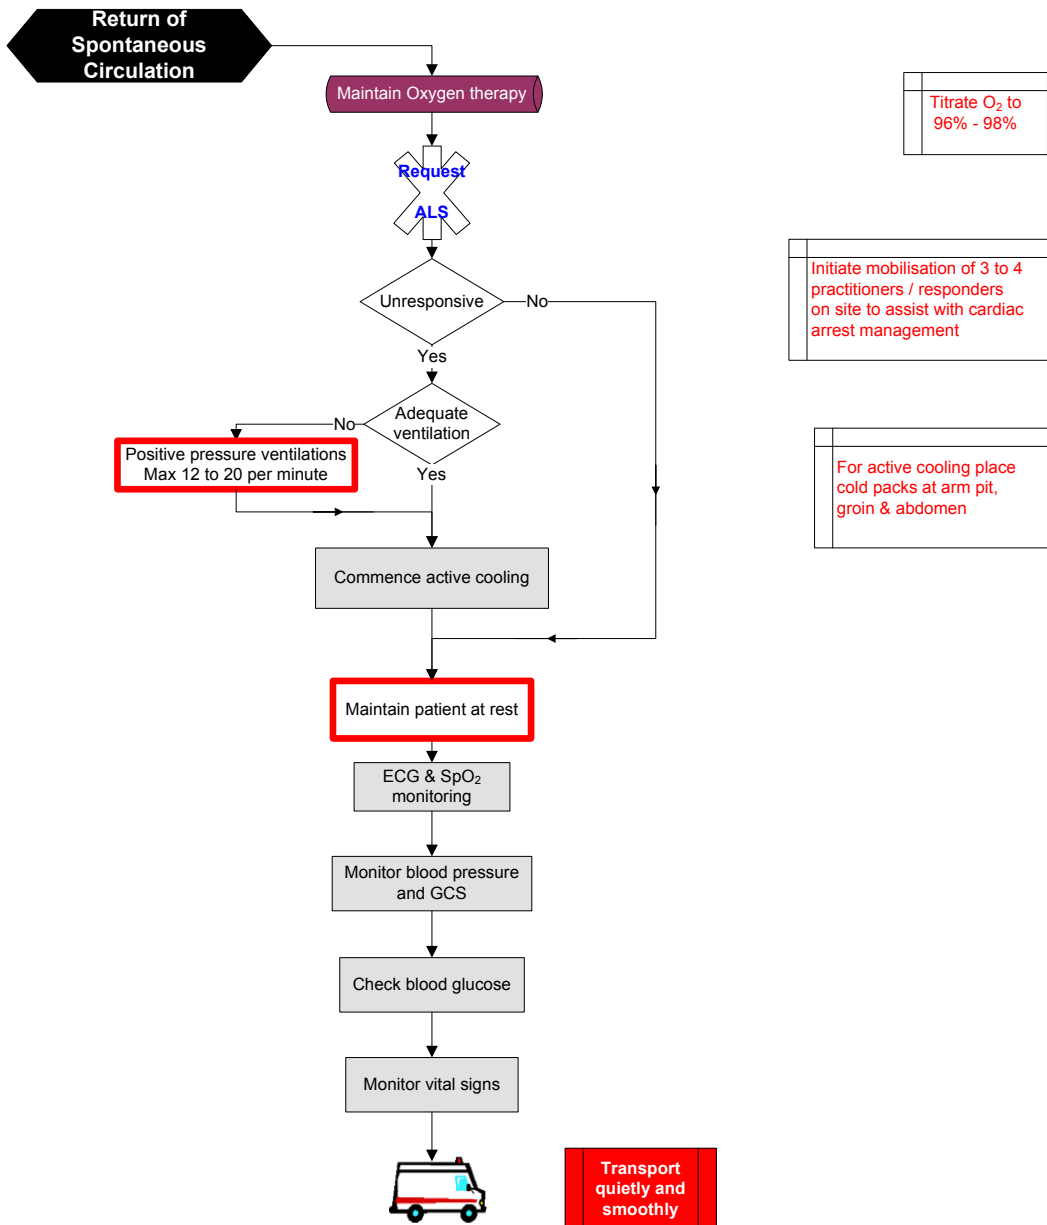 Return of
Spontaneous
Circulation
Maintain Oxygen therapy
Titrate O₂ to
96% - 98%
Request
ALS
Initiate mobilisation of 3 to 4
practitioners / responders
on site to assist with cardiac
arrest management
Unresponsive
No
Yes
Adequate
ventilation
No
Positive pressure ventilations
Max 12 to 20 per minute
Yes
For active cooling place
cold packs at arm pit,
groin & abdomen
Commence active cooling
Maintain patient at rest
ECG & SpO₂
monitoring
Monitor blood pressure
and GCS
Check blood glucose
Monitor vital signs
Transport
quietly and
smoothly